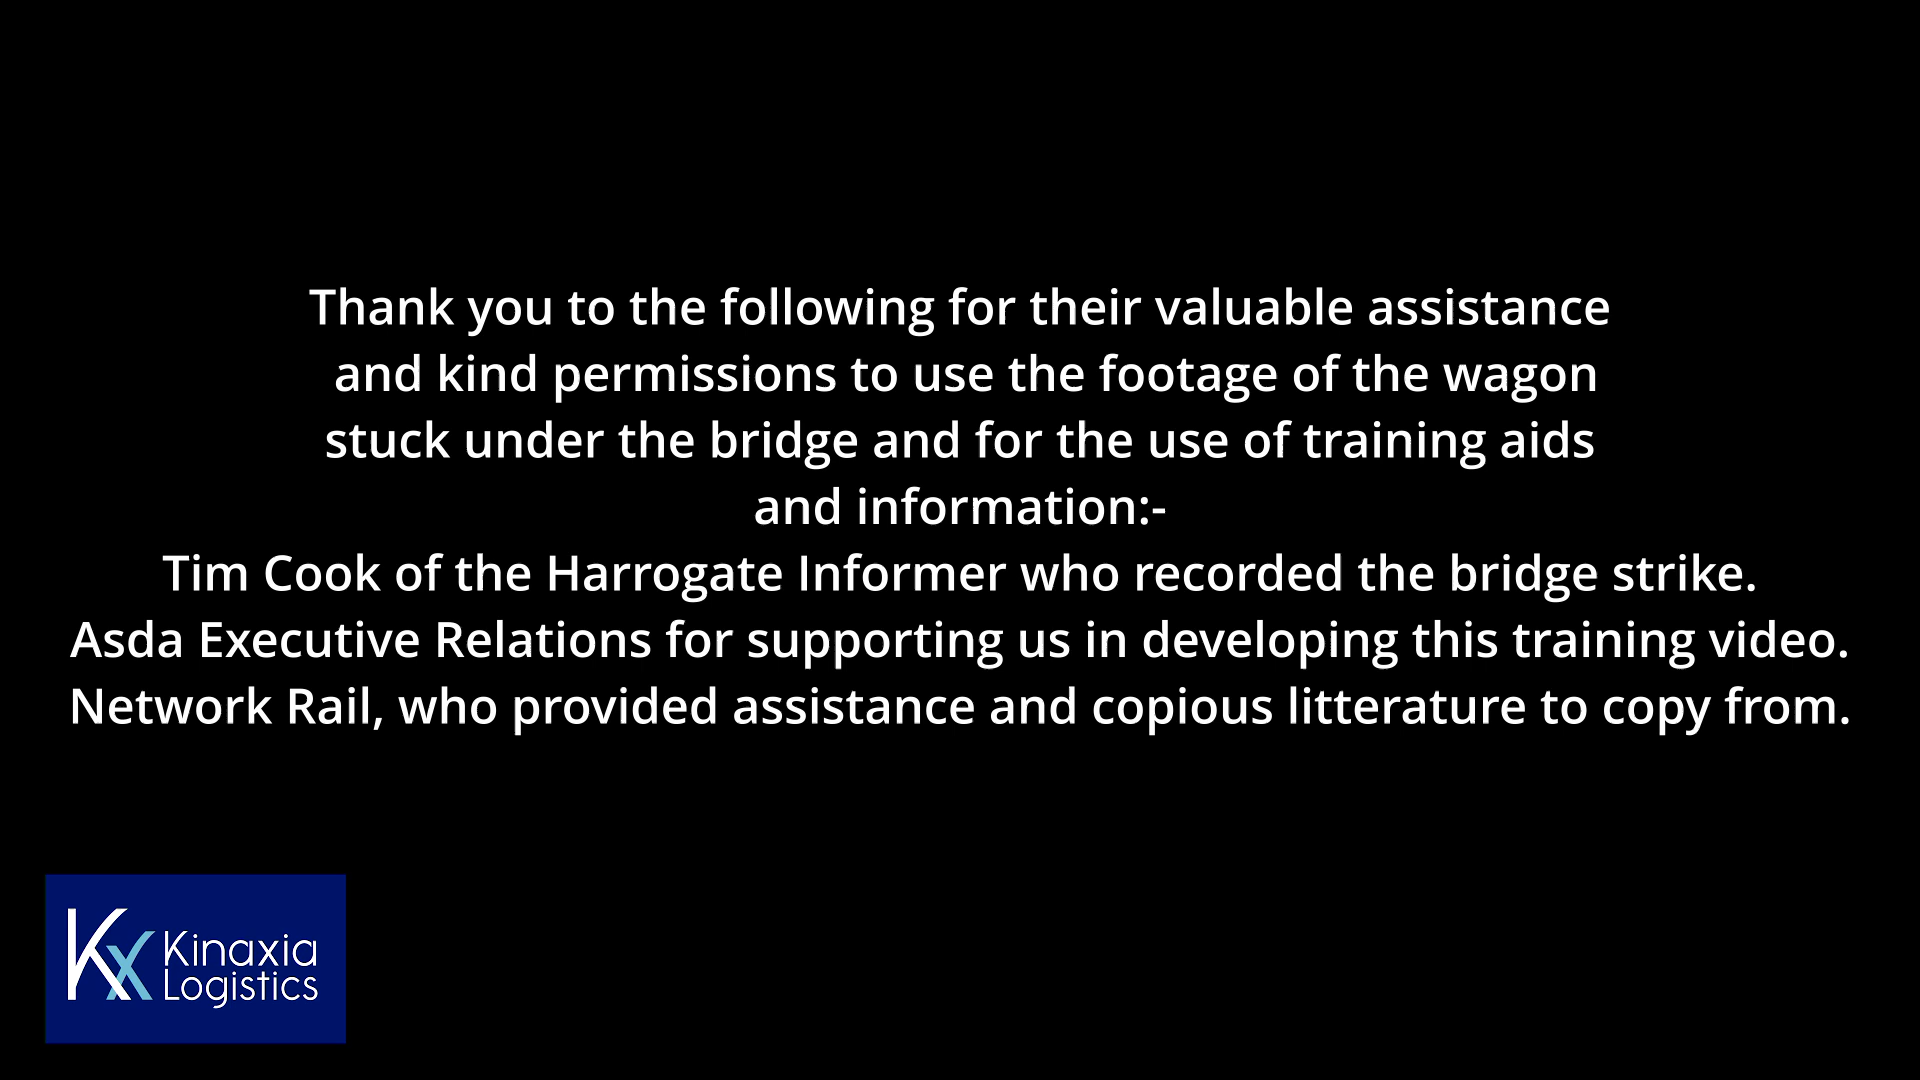 Thank you to the following for their valuable assistance
and kind permissions to use the footage of the wagon
stuck under the bridge and for the use of training aids
and information:-
Tim Cook of the Harrogate Informer who recorded the bridge strike.
Asda Executive Relations for supporting us in developing this training video.
Network Rail, who provided assistance and copious litterature to copy from.
Kx Kinaxia
Logistics